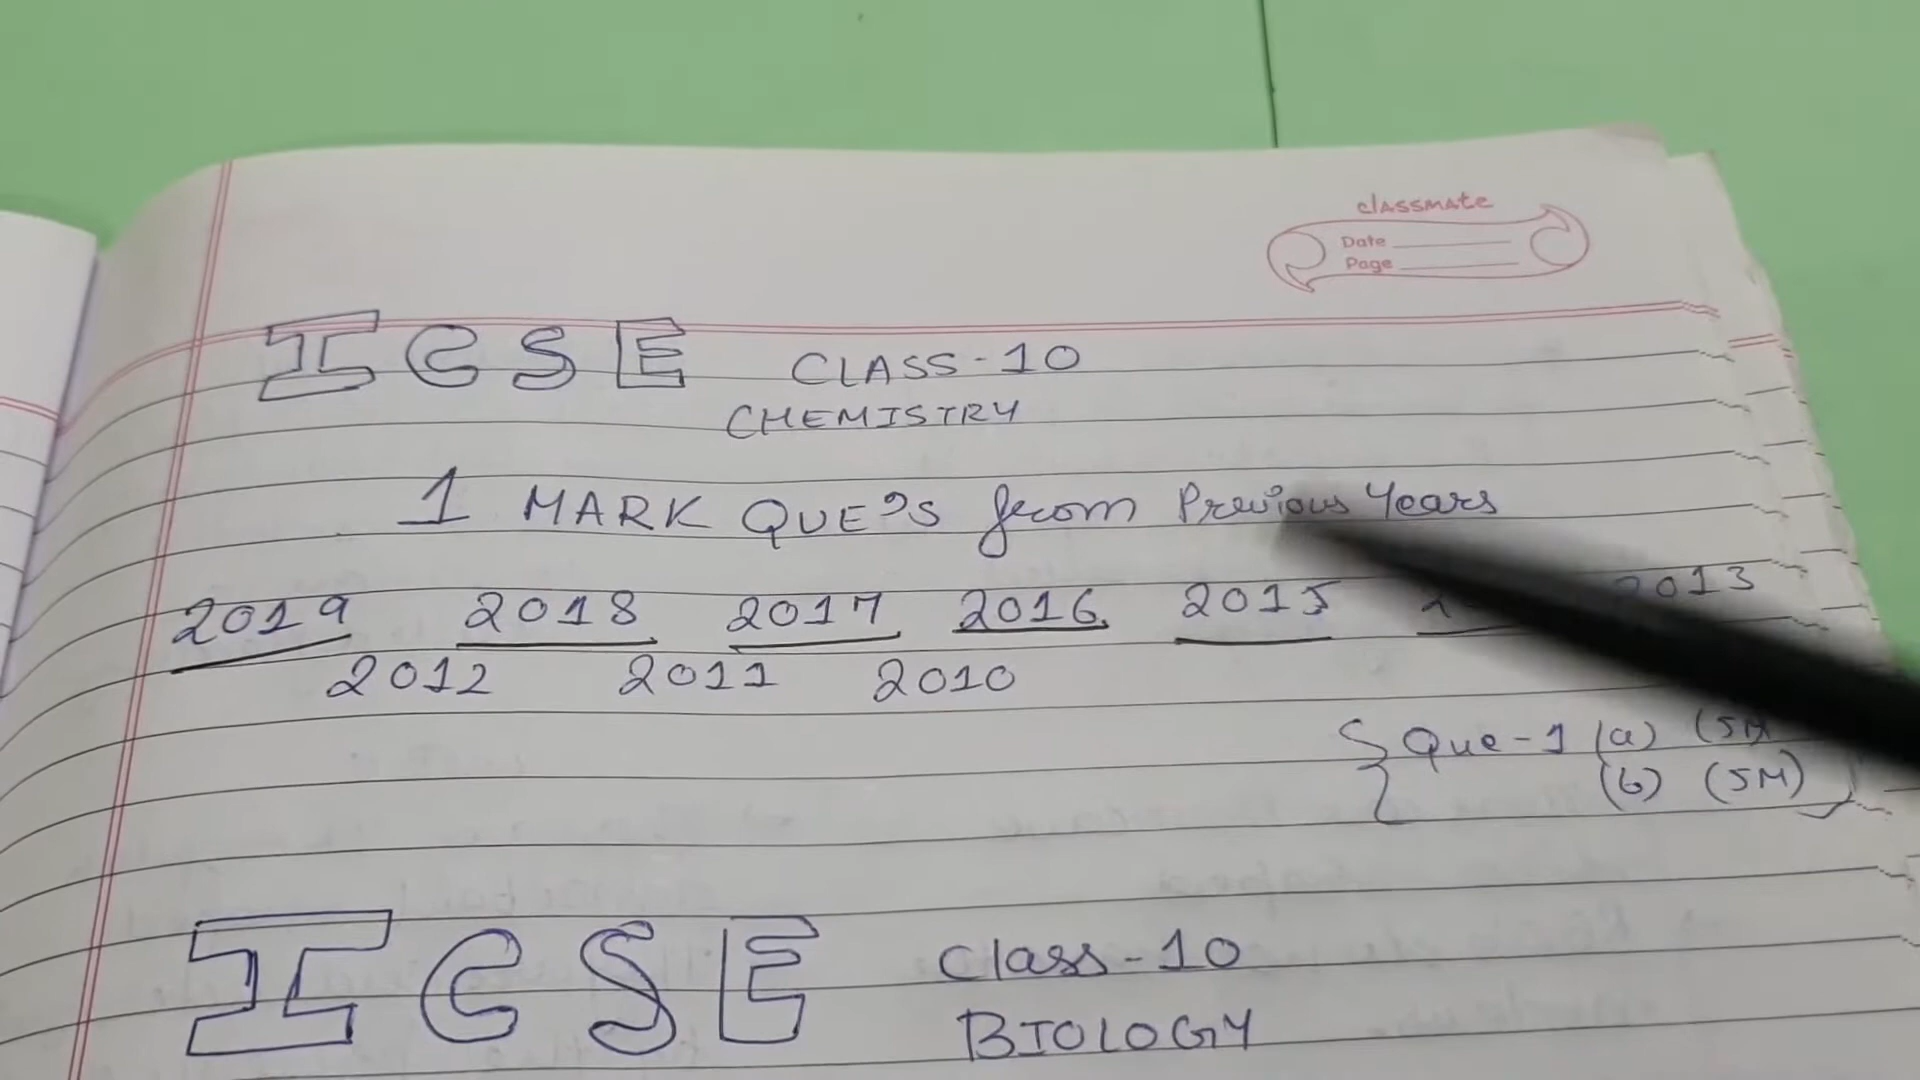 classmate
Date
Page
ICSE CLASS-10
CHEMISTRY
1 MARK QUE'S from Previous Years
2019 2018 2017 2016 2015 2013
2012 2011 2010
Que-1 (a) (5M
(b) (5M)
ICSE Class-10
BIOLOGY